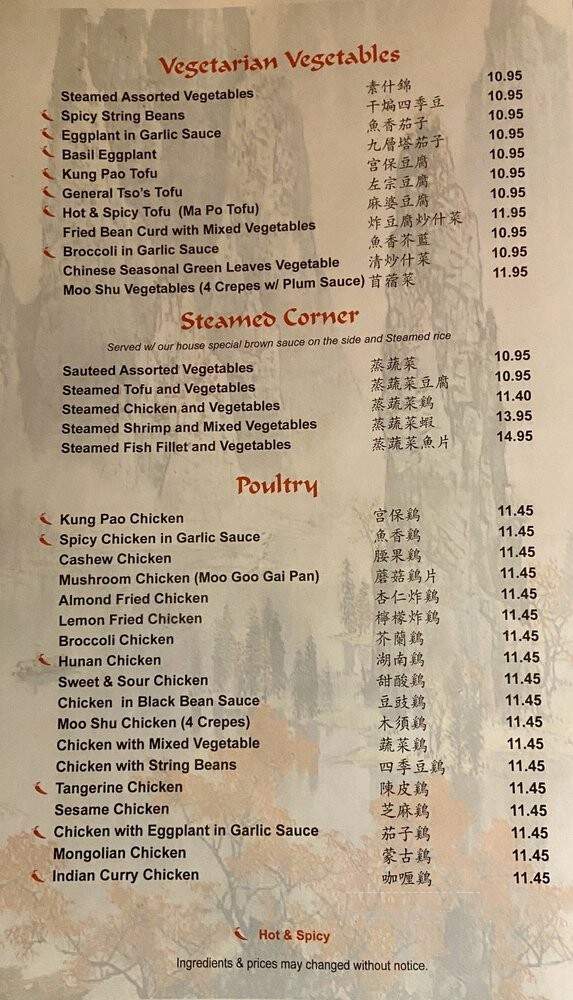 Vegetarian Vegetables
Steamed Assorted Vegetables 素什錦 10.95
Spicy String Beans 干煸四季豆 10.95
Eggplant in Garlic Sauce 魚香茄子 10.95
Basil Eggplant 九層塔茄子 10.95
Kung Pao Tofu 宮保豆腐 10.95
General Tso's Tofu 左宗豆腐 10.95
Hot & Spicy Tofu (Ma Po Tofu) 麻婆豆腐 10.95
Fried Bean Curd with Mixed Vegetables 炸豆腐炒什菜 11.95
Broccoli in Garlic Sauce 魚香芥藍 10.95
Chinese Seasonal Green Leaves Vegetable 清炒什菜 10.95
Moo Shu Vegetables (4 Crepes w/ Plum Sauce) 苜蓿菜 11.95
Steamed Corner
Served w/ our house special brown sauce on the side and Steamed rice
Sauteed Assorted Vegetables 蒸蔬菜 10.95
Steamed Tofu and Vegetables 蒸蔬菜豆腐 10.95
Steamed Chicken and Vegetables 蒸蔬菜鷄 11.40
Steamed Shrimp and Mixed Vegetables 蒸蔬菜蝦 13.95
Steamed Fish Fillet and Vegetables 蒸蔬菜魚片 14.95
Poultry
Kung Pao Chicken 宮保鷄 11.45
Spicy Chicken in Garlic Sauce 魚香鷄 11.45
Cashew Chicken 腰果鷄 11.45
Mushroom Chicken (Moo Goo Gai Pan) 蘑菇鷄片 11.45
Almond Fried Chicken 杏仁炸鷄 11.45
Lemon Fried Chicken 檸檬炸鷄 11.45
Broccoli Chicken 芥蘭鷄 11.45
Hunan Chicken 湖南鷄 11.45
Sweet & Sour Chicken 甜酸鷄 11.45
Chicken in Black Bean Sauce 豆豉鷄 11.45
Moo Shu Chicken (4 Crepes) 木須鷄 11.45
Chicken with Mixed Vegetable 蔬菜鷄 11.45
Chicken with String Beans 四季豆鷄 11.45
Tangerine Chicken 陳皮鷄 11.45
Sesame Chicken 芝麻鷄 11.45
Chicken with Eggplant in Garlic Sauce 茄子鷄 11.45
Mongolian Chicken 蒙古鷄 11.45
Indian Curry Chicken 咖喱鷄 11.45
Hot & Spicy
Ingredients & prices may changed without notice.